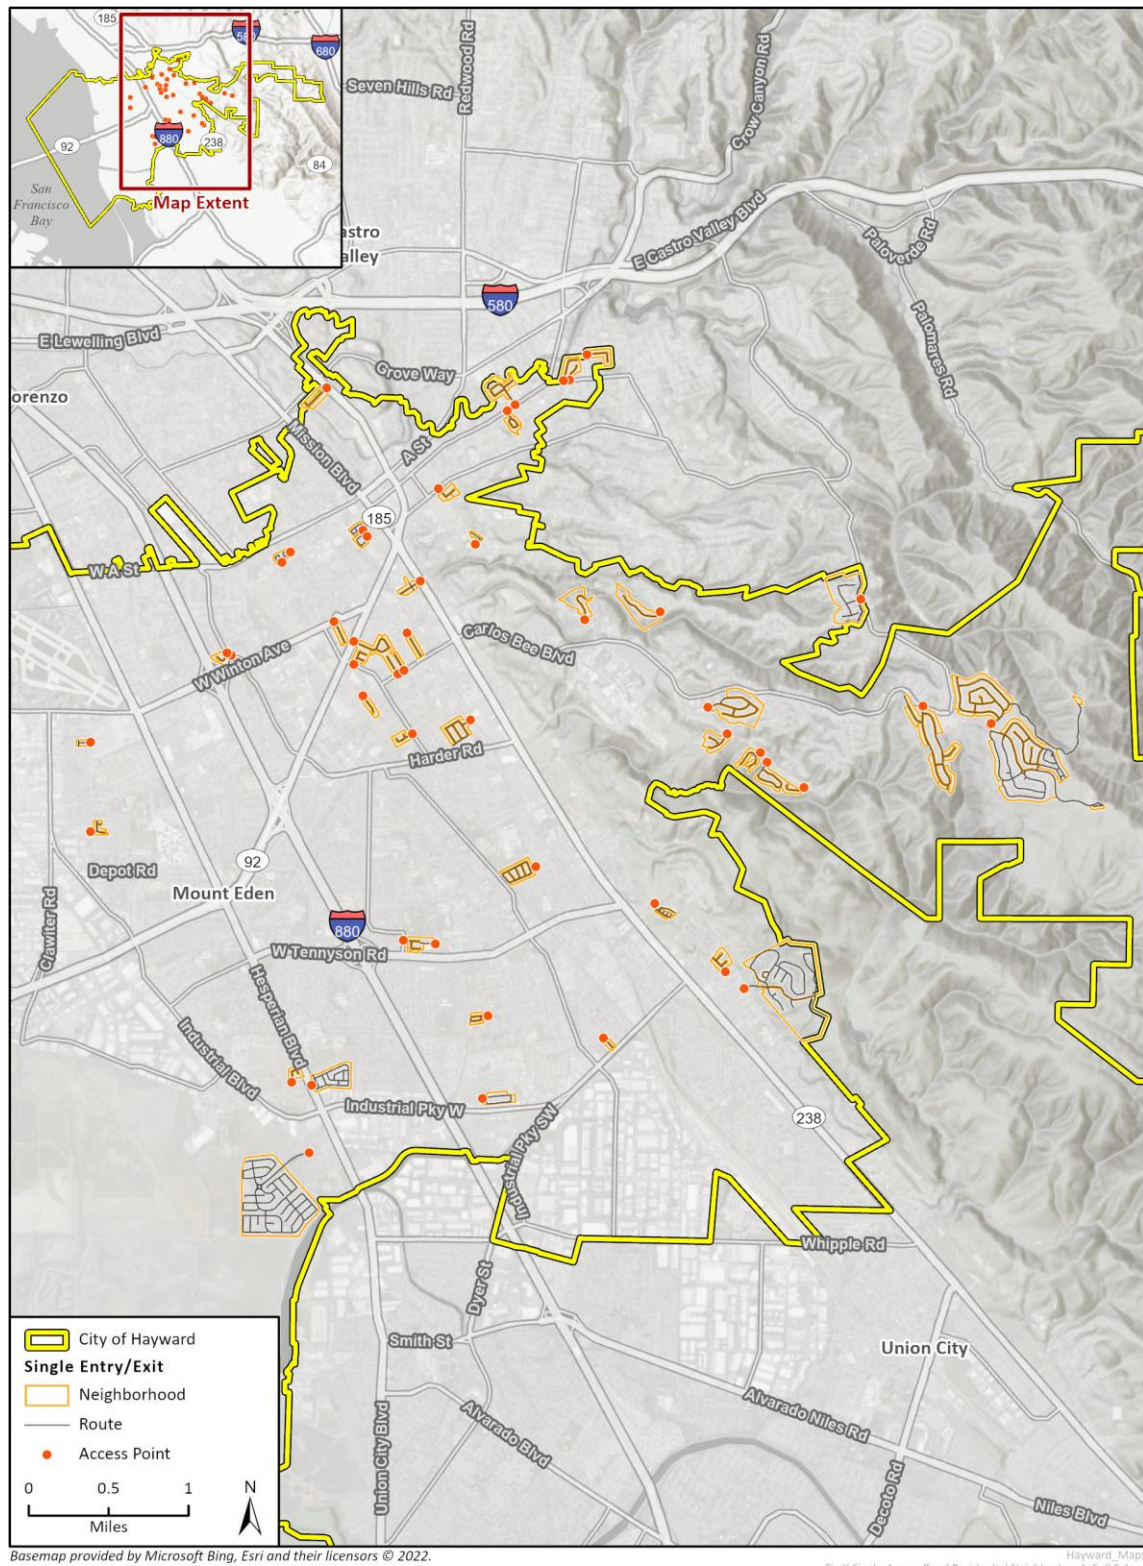 185
580
680
880
238
92
84
San
Francisco
Bay
Map Extent
Seven Hills Rd
Redwood Rd
Crow Canyon Rd
astro
alley
E Castro Valley Blvd
Paloverde Rd
Palomares Rd
580
E Lewelling Blvd
Grove Way
orenzo
Mission Blvd
A St
185
W A St
Carlos Bee Blvd
W Winton Ave
Harder Rd
Depot Rd
92
Mount Eden
Clawiter Rd
880
W Tennyson Rd
Hesperian Blvd
Industrial Blvd
Industrial Pky W
Industrial Pky SW
238
Whipple Rd
Dyer St
Smith St
Union City
Alvarado Niles Rd
Alvarado Blvd
Union City Blvd
Decoto Rd
Niles Blvd
City of Hayward
Single Entry/Exit
Neighborhood
Route
Access Point
0 0.5 1
Miles
N
Basemap provided by Microsoft Bing, Esri and their licensors © 2022.